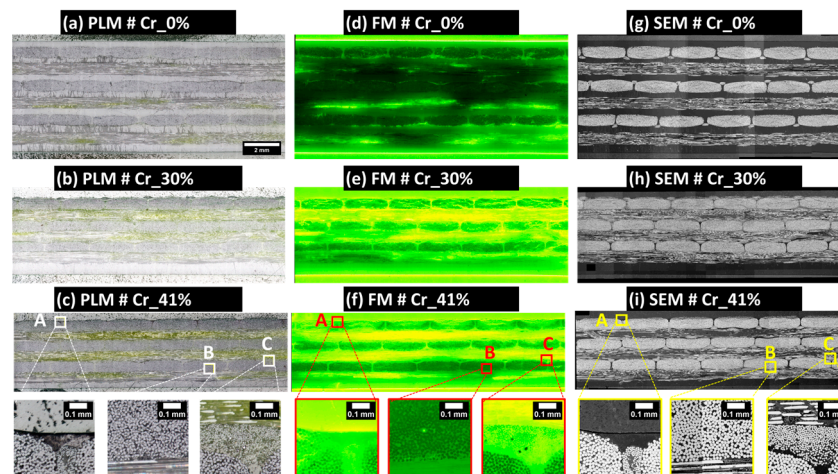 (a) PLM # Cr_0%
(d) FM # Cr_0%
(g) SEM # Cr_0%
2 mm
(b) PLM # Cr_30%
(e) FM # Cr_30%
(h) SEM # Cr_30%
(c) PLM # Cr_41%
(f) FM # Cr_41%
(i) SEM # Cr_41%
A
B
C
A
B
C
A
B
C
0.1 mm
0.1 mm
0.1 mm
0.1 mm
0.1 mm
0.1 mm
0.1 mm
0.1 mm
0.1 mm